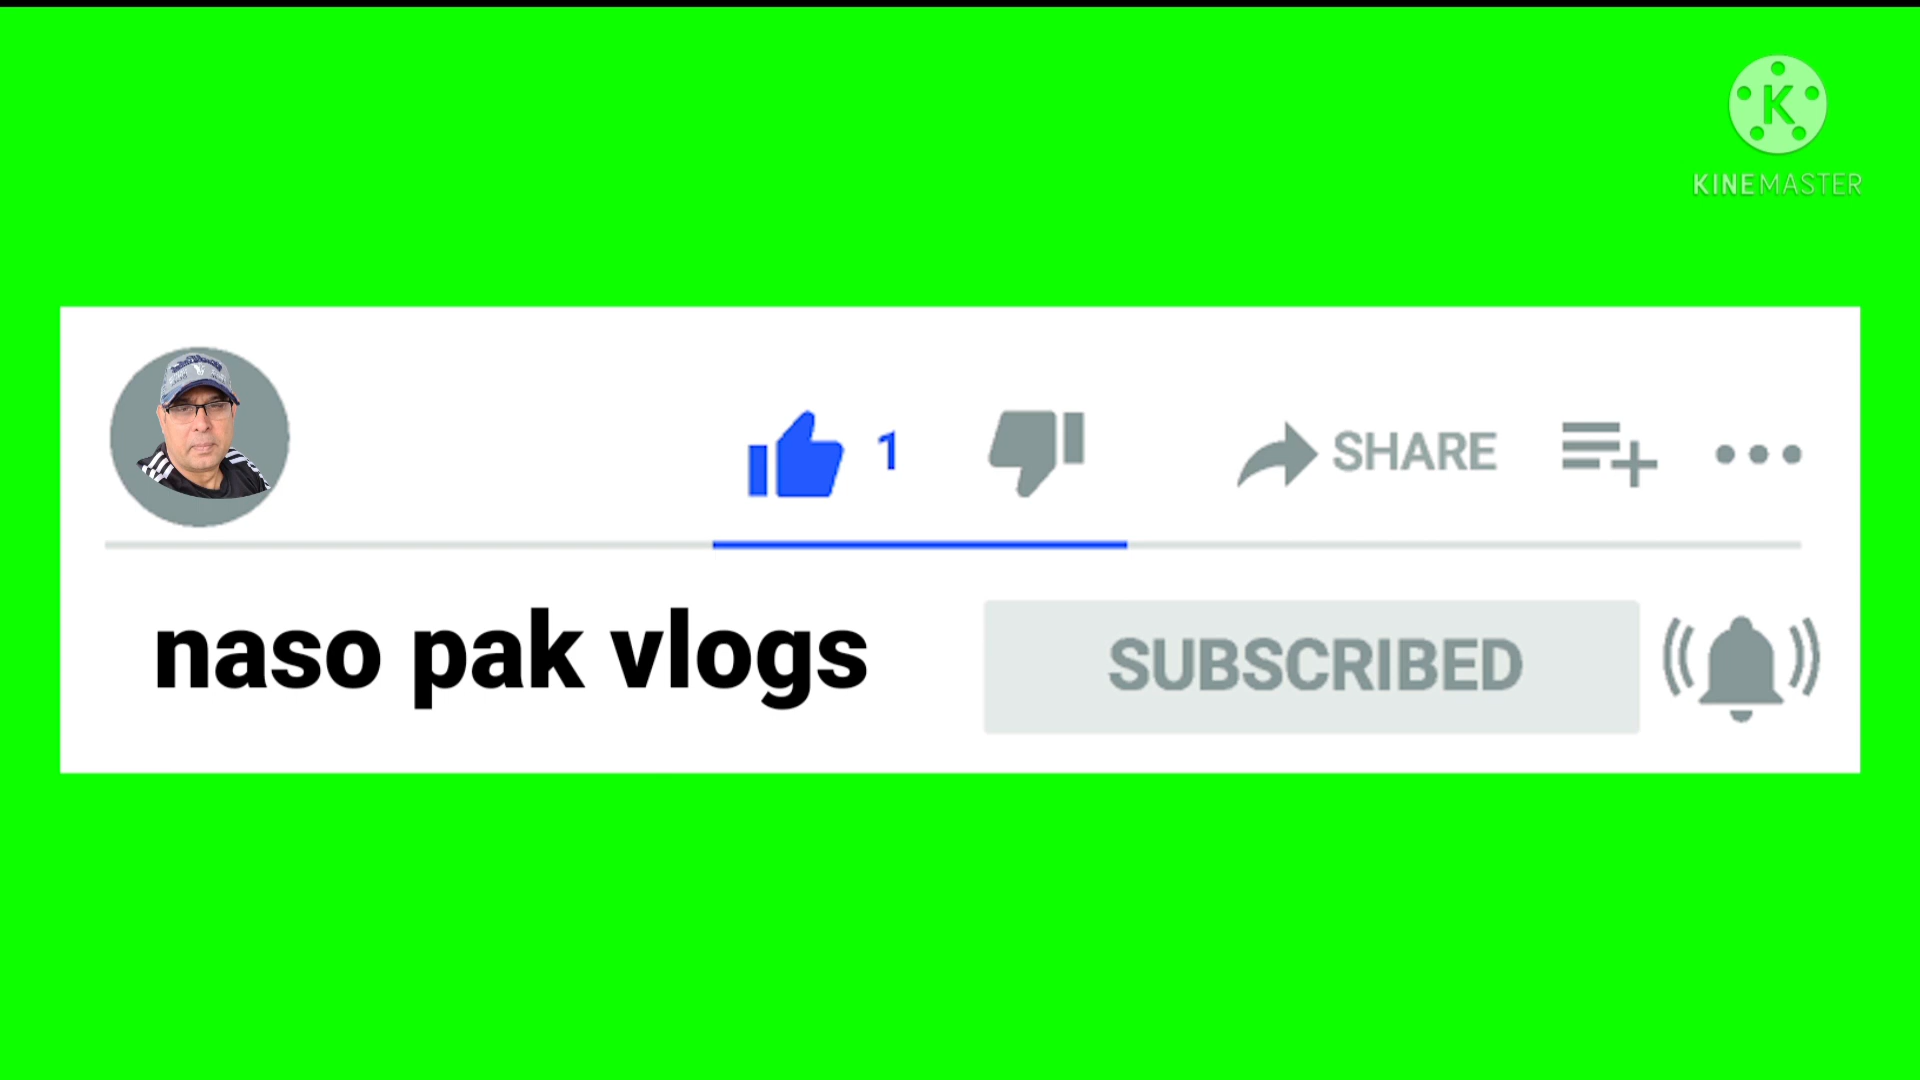 K
KINEMASTER
1
SHARE
naso pak vlogs
SUBSCRIBED